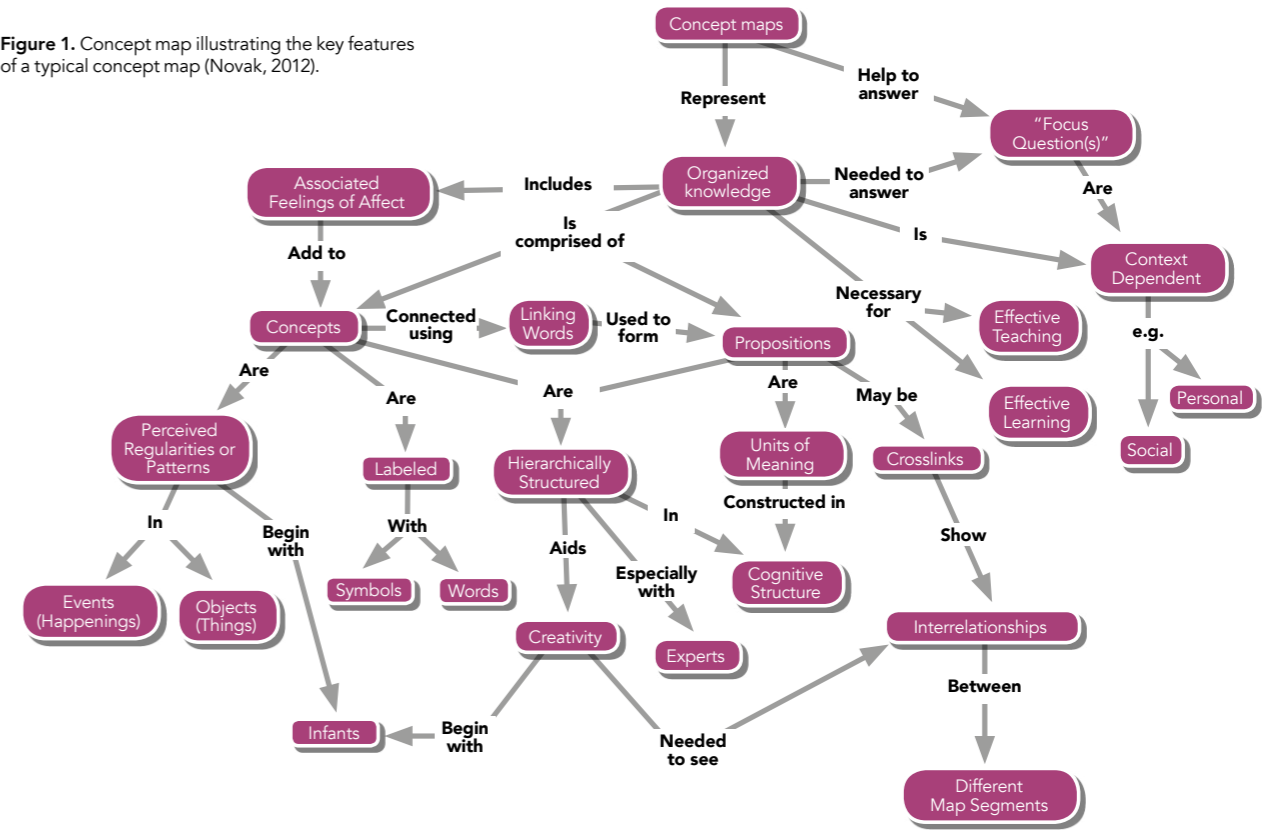 Concept maps
Figure 1. Concept map illustrating the key features
of a typical concept map (Novak, 2012).
Help to
answer
Represent
"Focus
Question(s)"
Associated
Feelings of Affect
Includes
Organized
knowledge
Needed to
answer
Are
Is
comprised of
Is
Add to
Context
Dependent
Necessary
for
Concepts
Connected
using
Linking
Words
Used to
form
Propositions
Effective
Teaching
e.g.
Are
Are
Are
Are
May be
Effective
Learning
Personal
Social
Perceived
Regularities or
Patterns
Labeled
Hierarchically
Structured
Units of
Meaning
Crosslinks
In
Begin
with
With
In
Constructed in
Aids
Show
Especially
with
Events
(Happenings)
Objects
(Things)
Symbols
Words
Cognitive
Structure
Creativity
Experts
Interrelationships
Between
Infants
Begin
with
Needed
to see
Different
Map Segments